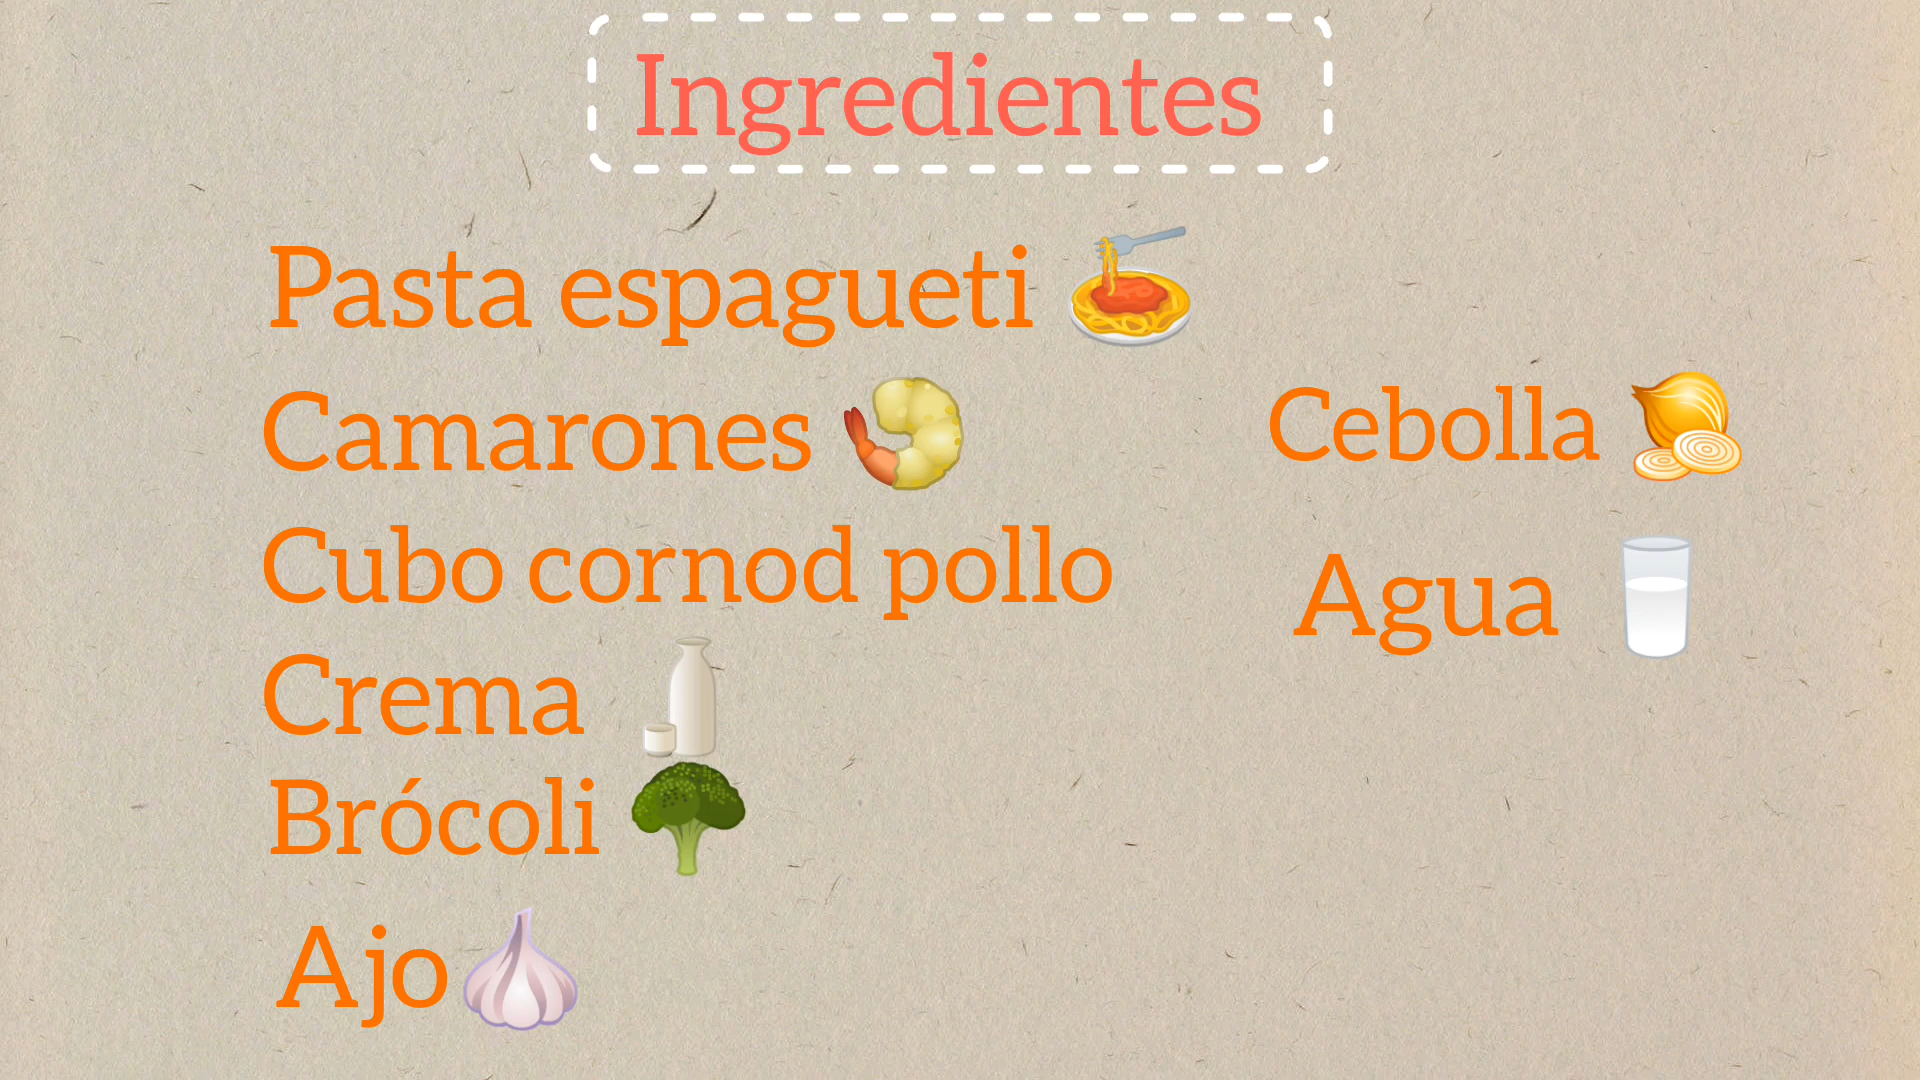 Ingredientes
Pasta espagueti
Camarones
Cubo cornod pollo
Crema
Brócoli
Ajo
Cebolla
Agua